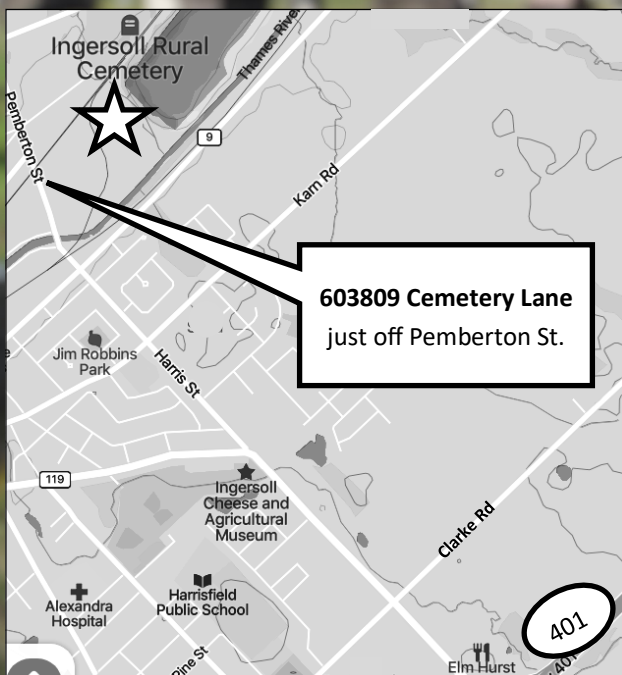 Ingersoll Rural
Cemetery
Thames River
Pemberton St
9
Karn Rd
603809 Cemetery Lane
just off Pemberton St.
Jim Robbins
Park
Harris St
119
Ingersoll
Cheese and
Agricultural
Museum
Clarke Rd
Alexandra
Hospital
Harrisfield
Public School
401
Pine St
Elm Hurst
401